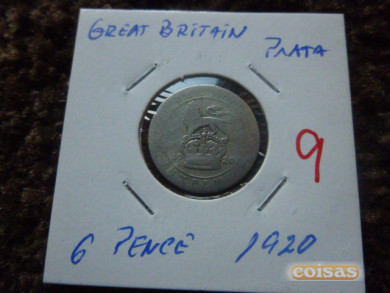 GREAT BRITAIN
PRATA
9
6 PENCE 1920
coisas